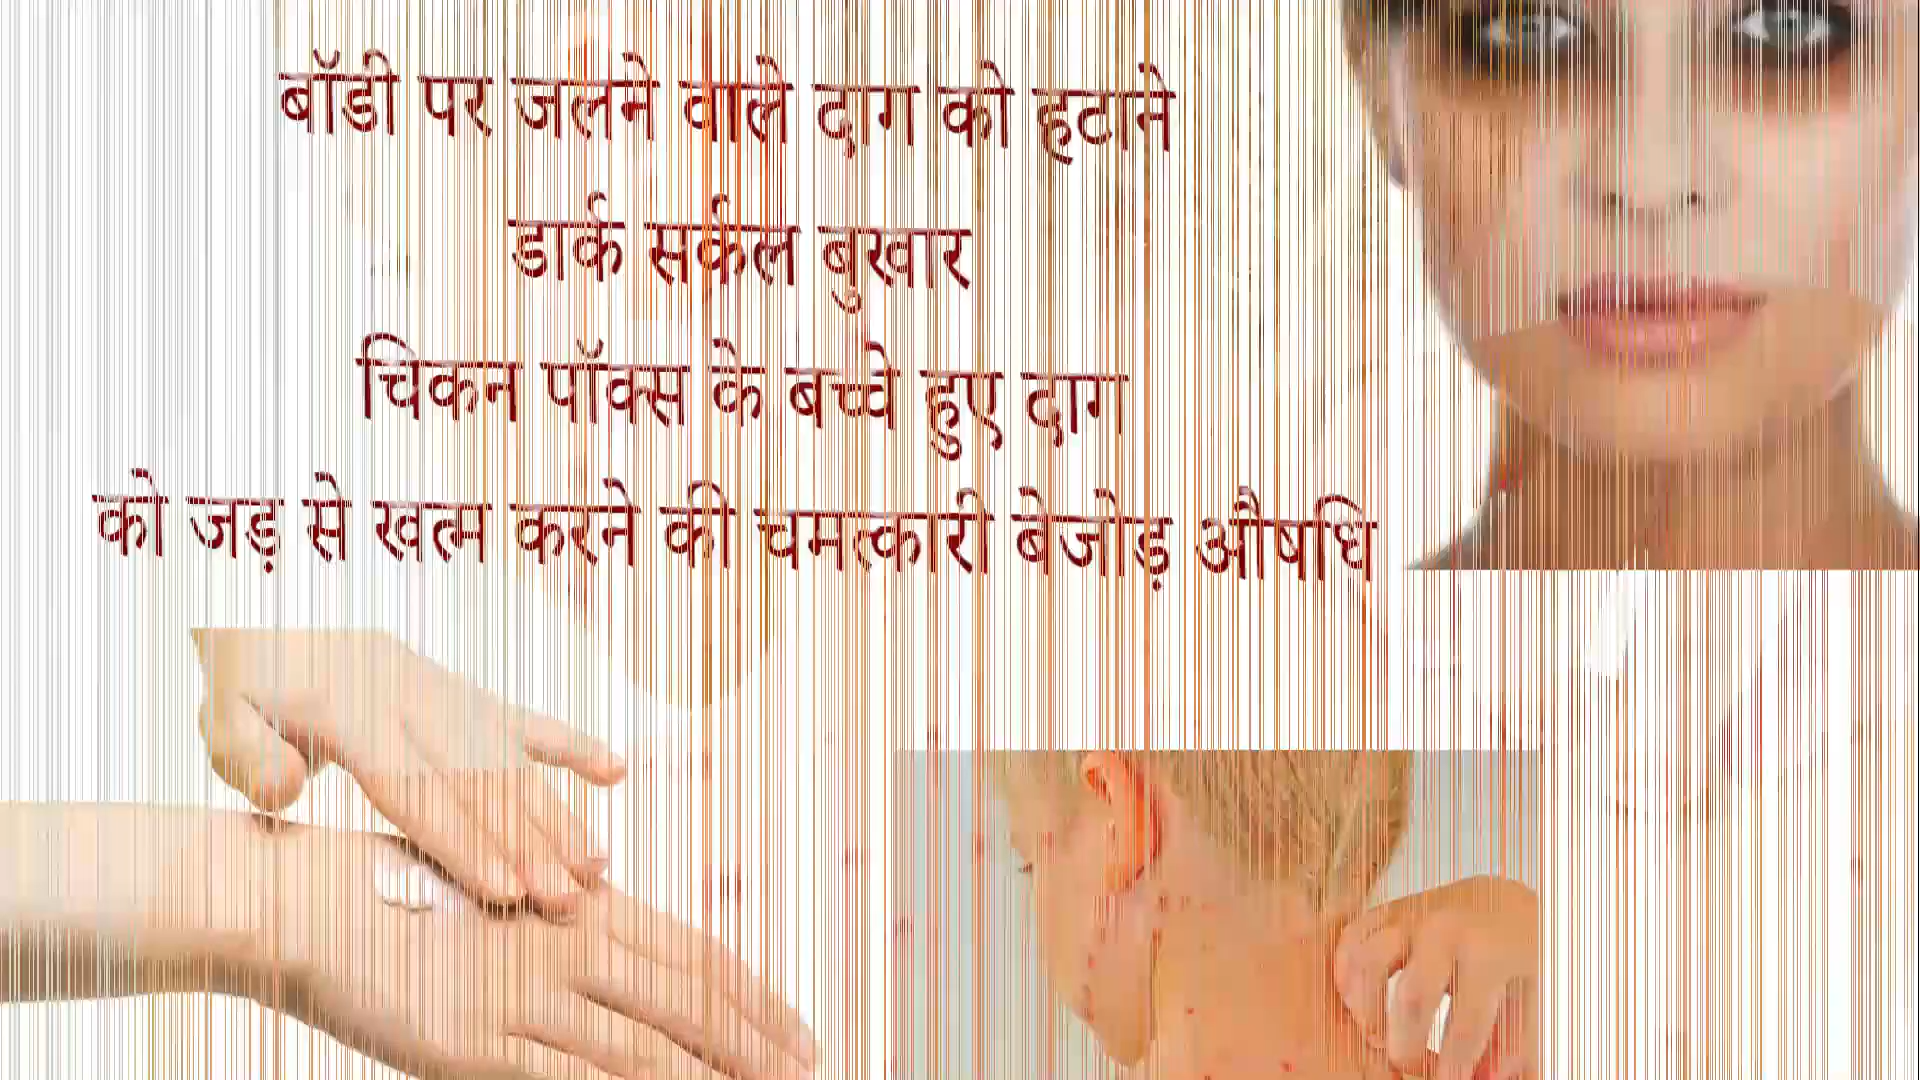 बॉडी पर जलने वाले दाग को हटाने
डार्क सर्कल बुखार
चिकन पॉक्स के बच्चे हुए दाग
को जड़ से खत्म करने की चमत्कारी बेजोड़ औषधि